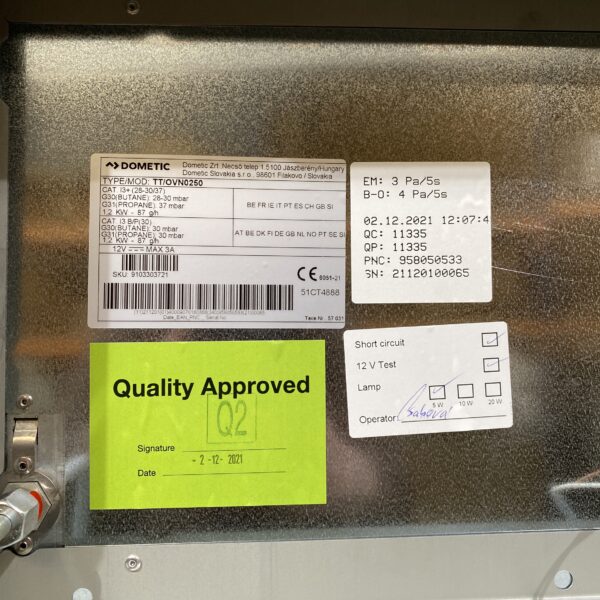 DOMETIC
Dometic Zrt. Necső telep 1.5100 Jászberény/Hungary
Dometic Slovakia s.r.o., 98601 Filakovo / Slovakia
TYPE/MOD: TT/OVN0250
CAT. I3+ (28-30/37)
G30(BUTANE): 28-30 mbar
G31(PROPANE): 37 mbar
1.2 KW - 87 g/h
BE FR IE IT PT ES CH GB SI
CAT. I3 B/P(30)
G30(BUTANE): 30 mbar
G31(PROPANE): 30 mbar
1.2 KW - 87 g/h
AT BE DK FI DE GB NL NO PT SE SI
12V MAX 3A
SKU: 9103303721
CE
51CT4888
EM: 3 Pa/5s
B-O: 4 Pa/5s
02.12.2021 12:07:4
QC: 11335
QP: 11335
PNC: 958050533
SN: 21120100065
Short circuit
12 V Test
Lamp
5 W 10 W 20 W
Operator:
Quality Approved
Q2
Signature
- 2 -12- 2021
Date